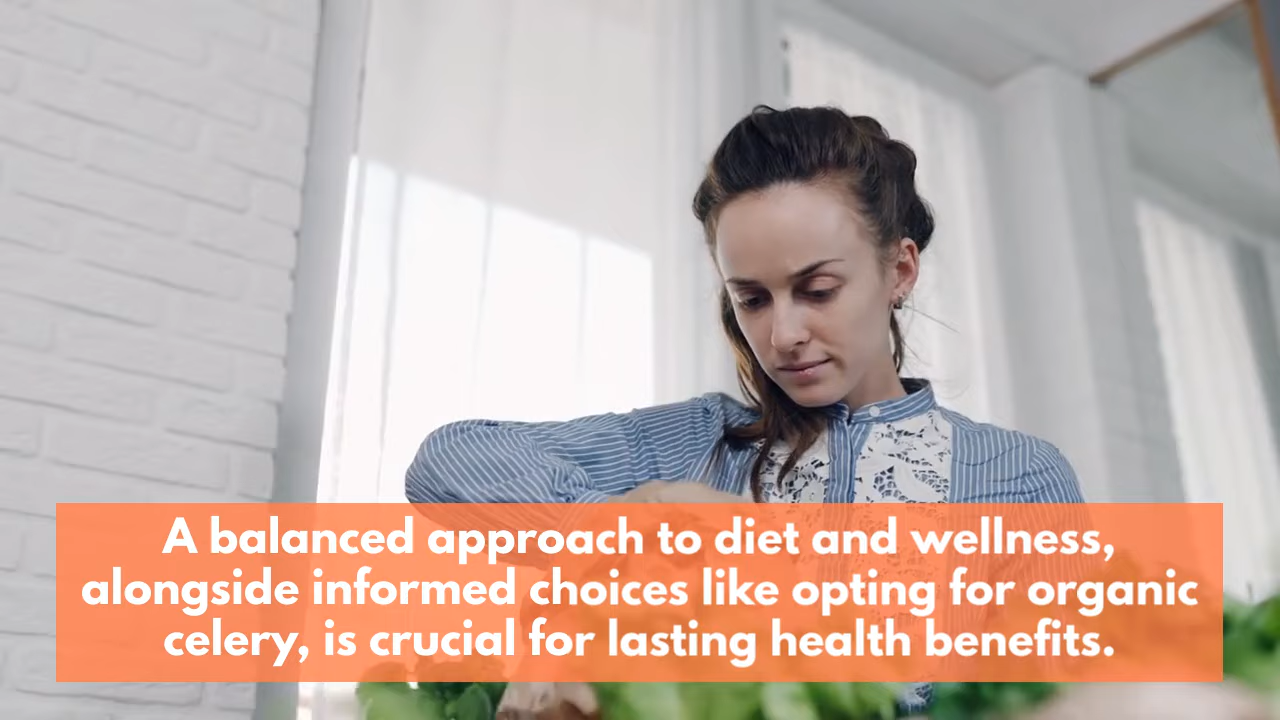 A balanced approach to diet and wellness,
alongside informed choices like opting for organic
celery, is crucial for lasting health benefits.